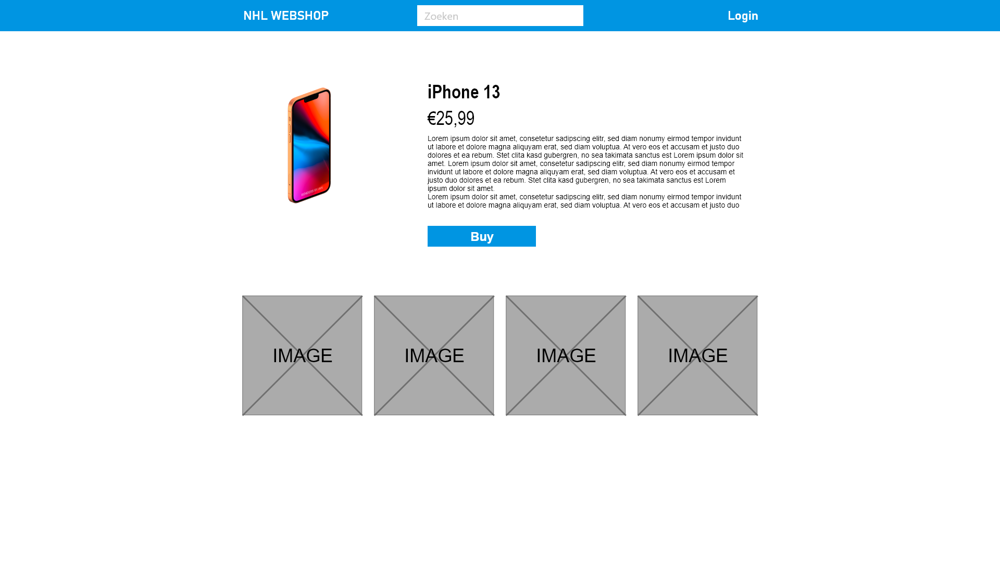 NHL WEBSHOP
Zoeken
Login
iPhone 13
€25,99
Lorem ipsum dolor sit amet, consetetur sadipscing elitr, sed diam nonumy eirmod tempor invidunt
ut labore et dolore magna aliquyam erat, sed diam voluptua. At vero eos et accusam et justo duo
dolores et ea rebum. Stet clita kasd gubergren, no sea takimata sanctus est Lorem ipsum dolor sit
amet. Lorem ipsum dolor sit amet, consetetur sadipscing elitr, sed diam nonumy eirmod tempor
invidunt ut labore et dolore magna aliquyam erat, sed diam voluptua. At vero eos et accusam et
justo duo dolores et ea rebum. Stet clita kasd gubergren, no sea takimata sanctus est Lorem
ipsum dolor sit amet.
Lorem ipsum dolor sit amet, consetetur sadipscing elitr, sed diam nonumy eirmod tempor invidunt
ut labore et dolore magna aliquyam erat, sed diam voluptua. At vero eos et accusam et justo duo
RENDERS BY IAN
Buy
IMAGE
IMAGE
IMAGE
IMAGE